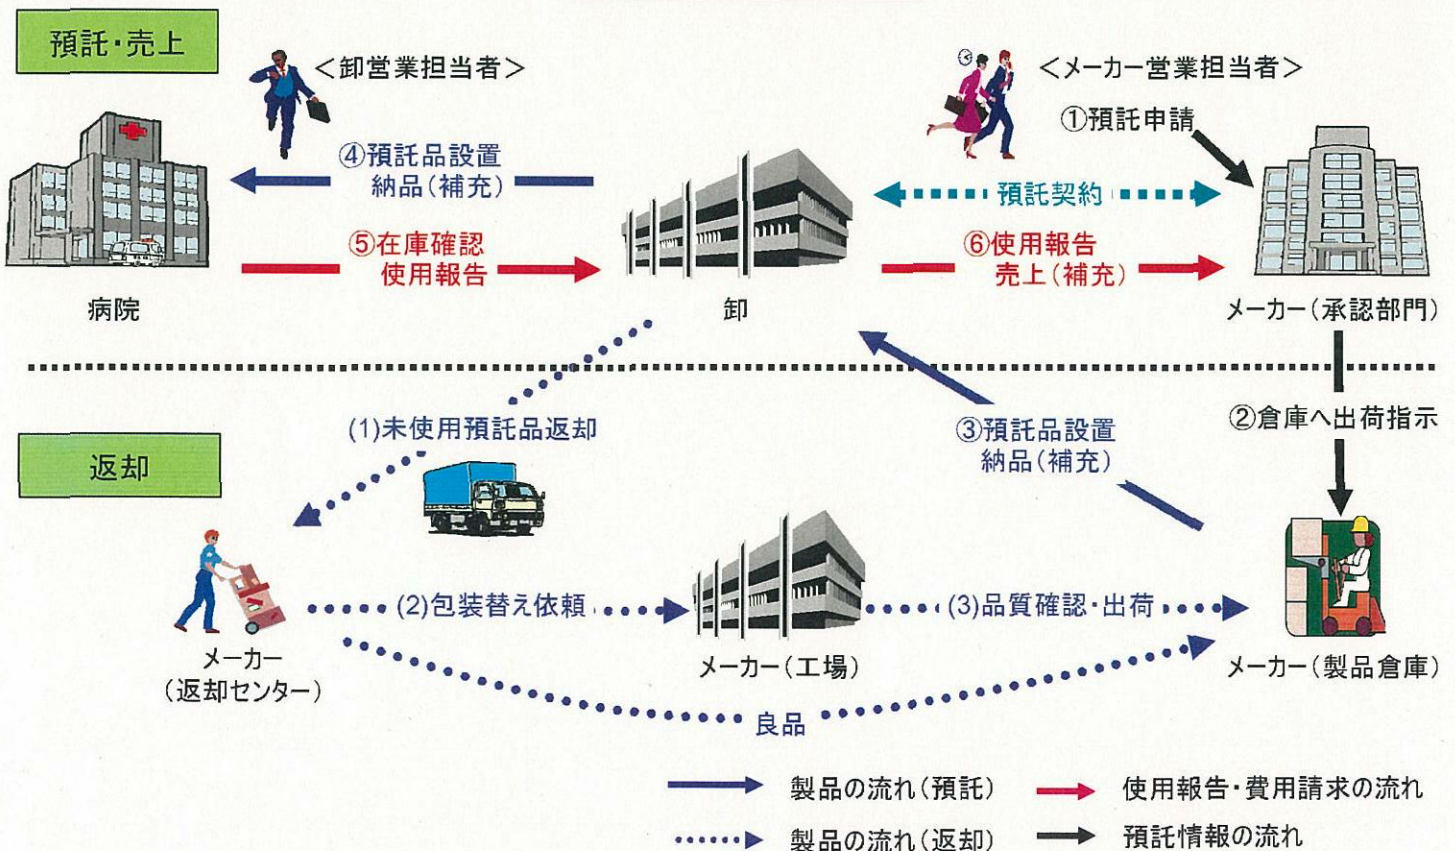 預託・売上
＜卸営業担当者＞
＜メーカー営業担当者＞
①預託申請
④預託品設置
納品(補充)
預託契約
⑤在庫確認
使用報告
⑥使用報告
売上(補充)
病院
卸
メーカー(承認部門)
(1)未使用預託品返却
③預託品設置
納品(補充)
②倉庫へ出荷指示
返却
(2)包装替え依頼
(3)品質確認・出荷
メーカー
(返却センター)
メーカー(工場)
メーカー(製品倉庫)
良品
製品の流れ(預託)
使用報告・費用請求の流れ
製品の流れ(返却)
預託情報の流れ